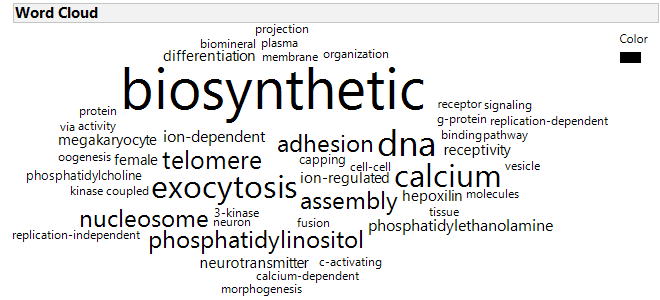 Word Cloud
Color
projection
biomineral plasma
differentiation membrane organization
biosynthetic
protein
receptor signaling
via activity
g-protein replication-dependent
megakaryocyte ion-dependent adhesion dna binding pathway
oogenesis female telomere capping receptivity
cell-cell vesicle
phosphatidylcholine ion-regulated calcium
kinase coupled exocytosis assembly hepoxilin molecules
nucleosome 3-kinase tissue
neuron fusion phosphatidylethanolamine
replication-independent phosphatidylinositol
neurotransmitter c-activating
calcium-dependent
morphogenesis